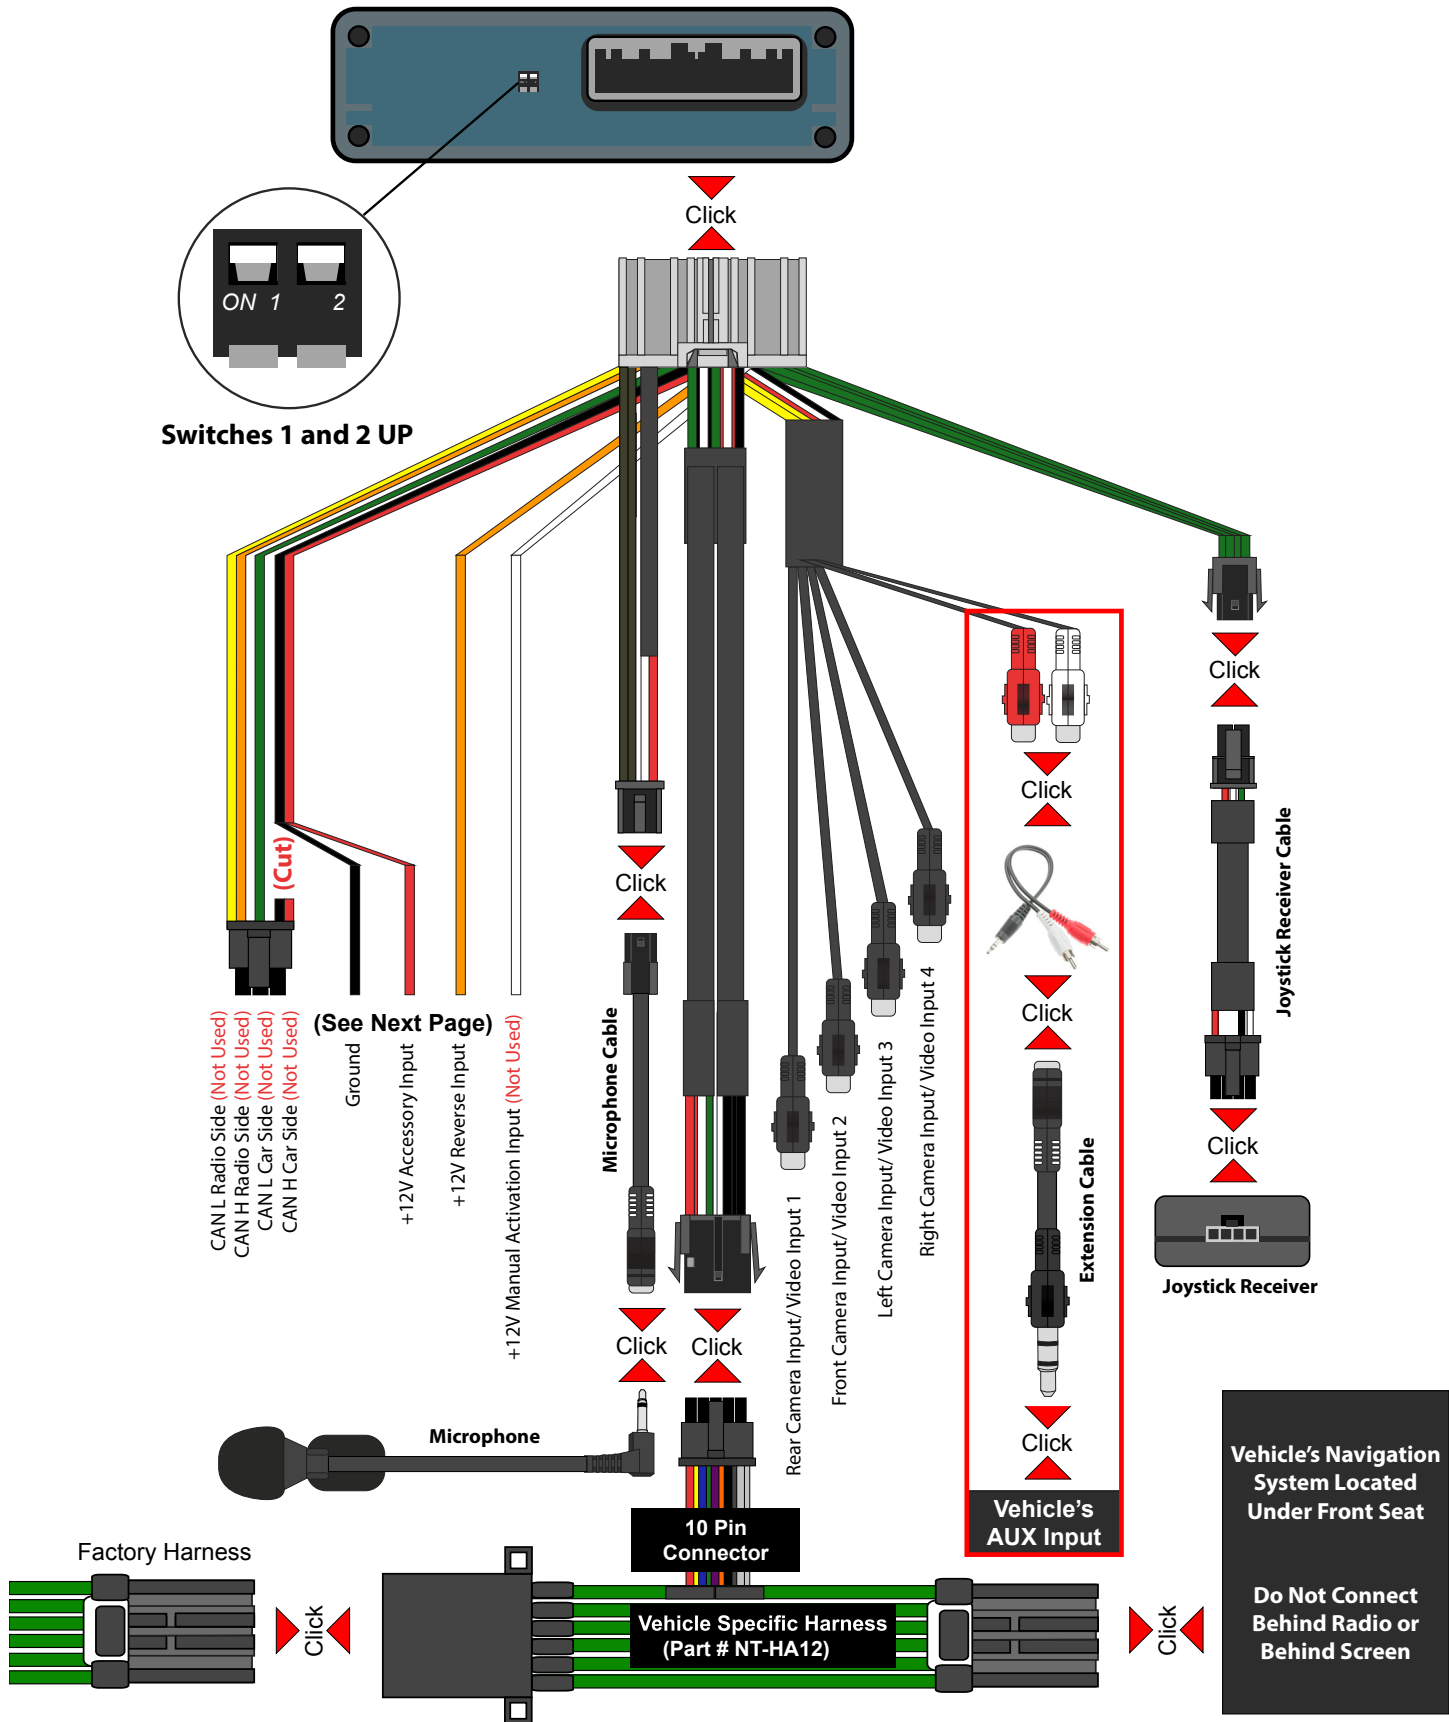 Click
ON 1 2
Switches 1 and 2 UP
Click
(Cut)
Click
Click
(See Next Page)
CAN L Radio Side (Not Used)
CAN H Radio Side (Not Used)
CAN L Car Side (Not Used)
CAN H Car Side (Not Used)
Ground
+12V Accessory Input
+12V Reverse Input
+12V Manual Activation Input (Not Used)
Microphone Cable
Rear Camera Input/ Video Input 1
Front Camera Input/ Video Input 2
Left Camera Input/ Video Input 3
Right Camera Input/ Video Input 4
Click
Extension Cable
Joystick Receiver Cable
Click
Joystick Receiver
Click
Click
Click
Microphone
Vehicle's
AUX Input
Vehicle's Navigation
System Located
Under Front Seat
Do Not Connect
Behind Radio or
Behind Screen
10 Pin
Connector
Factory Harness
Click
Vehicle Specific Harness
(Part # NT-HA12)
Click